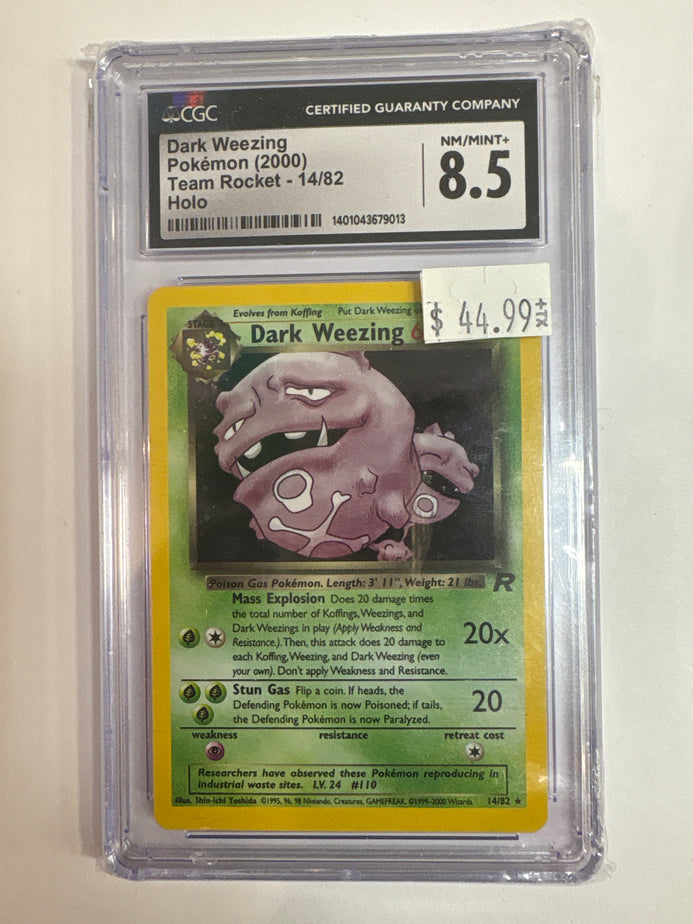 CGC
CERTIFIED GUARANTY COMPANY
Dark Weezing
Pokémon (2000)
Team Rocket - 14/82
Holo
NM/MINT+
8.5
1401043679013
$ 44.99
Evolves from Koffing
Put Dark Weezing
STAGE
Dark Weezing
Poison Gas Pokémon. Length: 3' 11", Weight: 21 lbs.
R
Mass Explosion Does 20 damage times
the total number of Koffings, Weezings, and
Dark Weezings in play (Apply Weakness and
Resistance.). Then, this attack does 20 damage to
each Koffing, Weezing, and Dark Weezing (even
your own). Don't apply Weakness and Resistance.
20x
Stun Gas Flip a coin. If heads, the
Defending Pokémon is now Poisoned; if tails,
the Defending Pokémon is now Paralyzed.
20
weakness
resistance
retreat cost
Researchers have observed these Pokémon reproducing in
industrial waste sites. LV. 24 #110
Illus. Shin-ichi Yoshida ©1995, 96, 98 Nintendo, Creatures, GAMEFREAK. ©1999-2000 Wizards. 14/82 ★